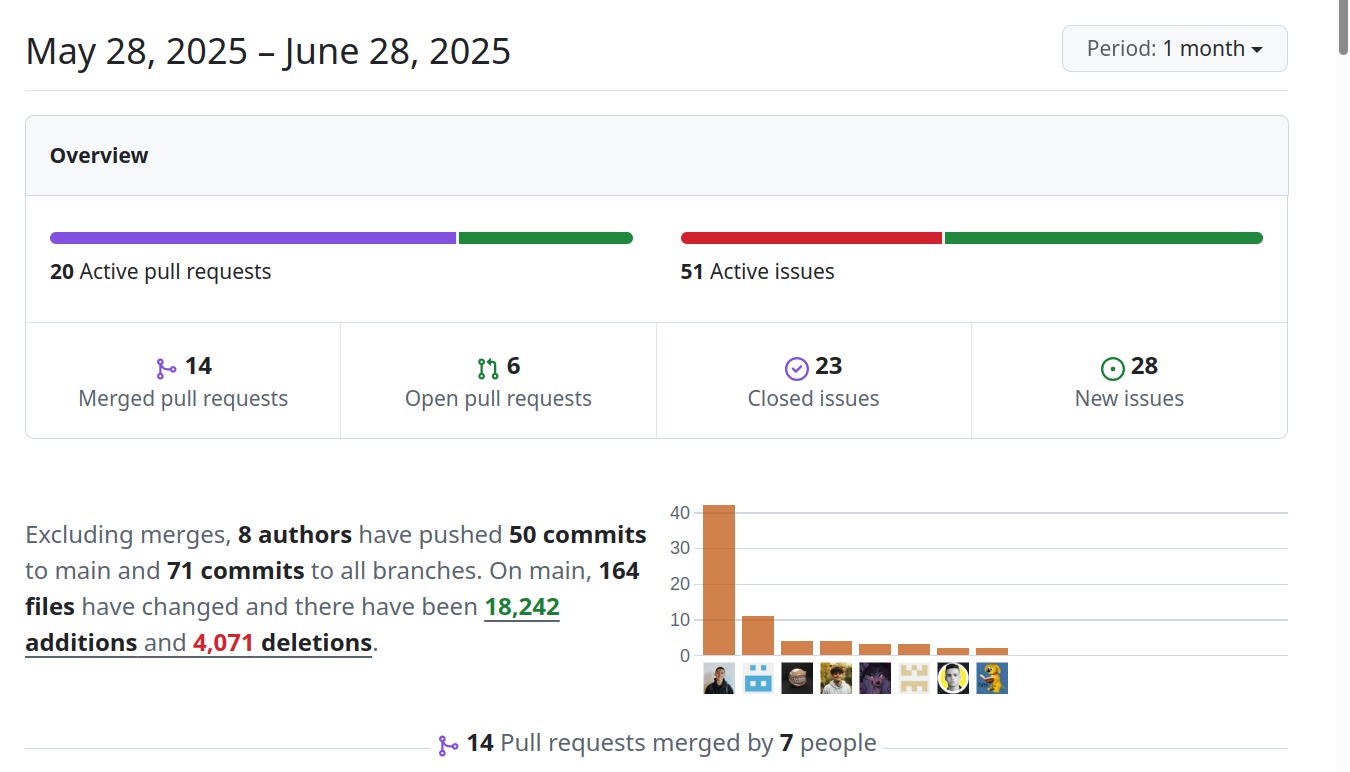 May 28, 2025 – June 28, 2025
Period: 1 month
Overview
20 Active pull requests
51 Active issues
14
Merged pull requests
6
Open pull requests
23
Closed issues
28
New issues
Excluding merges, 8 authors have pushed 50 commits
to main and 71 commits to all branches. On main, 164
files have changed and there have been 18,242
additions and 4,071 deletions.
40
30
20
10
0
14 Pull requests merged by 7 people